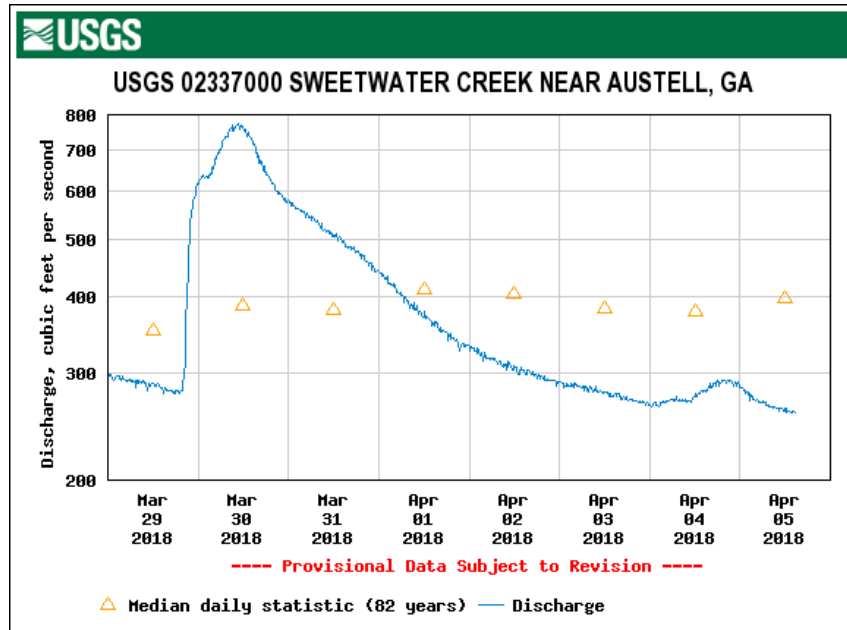 USGS
USGS 02337000 SWEETWATER CREEK NEAR AUSTELL, GA
Discharge, cubic feet per second
800
700
600
500
400
300
200
Mar Mar Mar Apr Apr Apr Apr Apr
29 30 31 01 02 03 04 05
2018 2018 2018 2018 2018 2018 2018 2018
---- Provisional Data Subject to Revision ----
Median daily statistic (82 years) Discharge